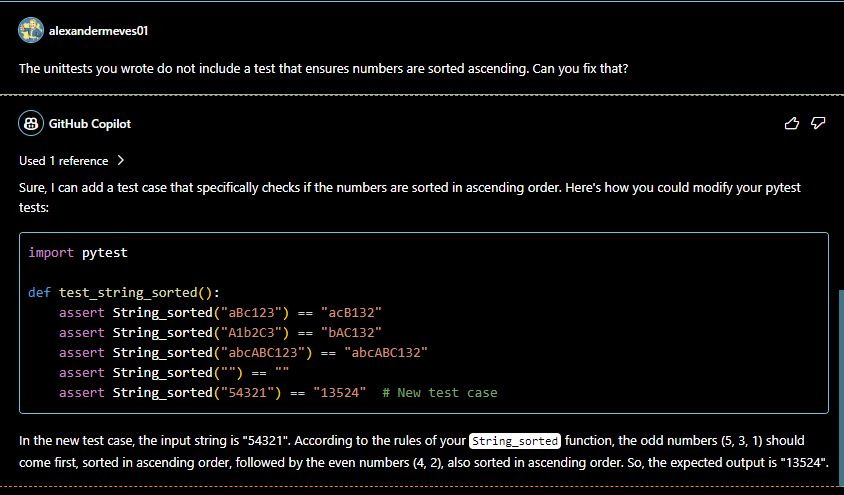 alexandermeves01
The unittests you wrote do not include a test that ensures numbers are sorted ascending. Can you fix that?
GitHub Copilot
Used 1 reference
Sure, I can add a test case that specifically checks if the numbers are sorted in ascending order. Here's how you could modify your pytest
tests:
import pytest
def test_string_sorted():
    assert String_sorted("aBc123") == "acB132"
    assert String_sorted("A1b2C3") == "bAC132"
    assert String_sorted("abcABC123") == "abcABC132"
    assert String_sorted("") == ""
    assert String_sorted("54321") == "13524"  # New test case
In the new test case, the input string is "54321". According to the rules of your String_sorted function, the odd numbers (5, 3, 1) should
come first, sorted in ascending order, followed by the even numbers (4, 2), also sorted in ascending order. So, the expected output is "13524".